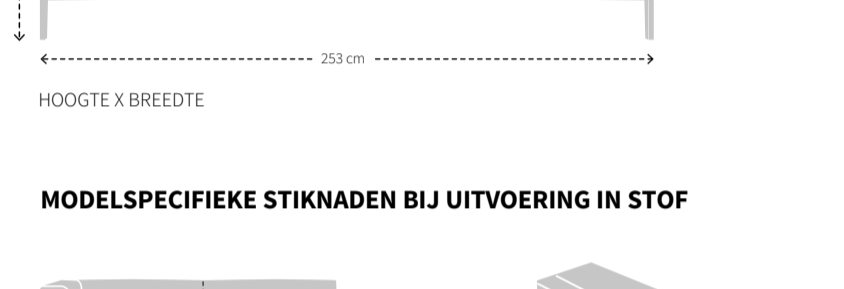 253 cm
HOOGTE X BREEDTE
MODELSPECIFIEKE STIKNADEN BIJ UITVOERING IN STOF